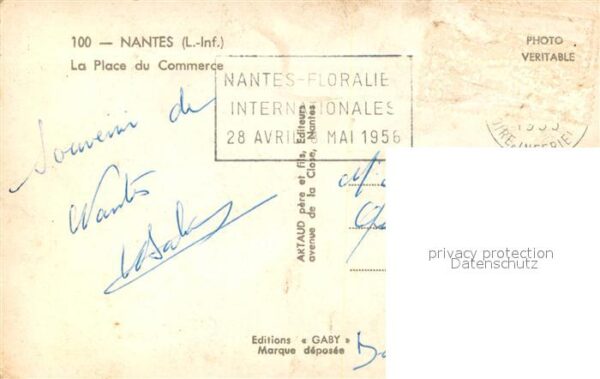 100 — NANTES (L.-Inf.)
La Place du Commerce
PHOTO
VERITABLE
NANTES-FLORALIE
INTERNATIONALES
28 AVRIL MAI 1956
Souvenir de
Nantes
ARTAUD père et fils, Editeurs
avenue de la Close, Nantes
Editions « GABY »
Marque déposée
privacy protection
Datenschutz